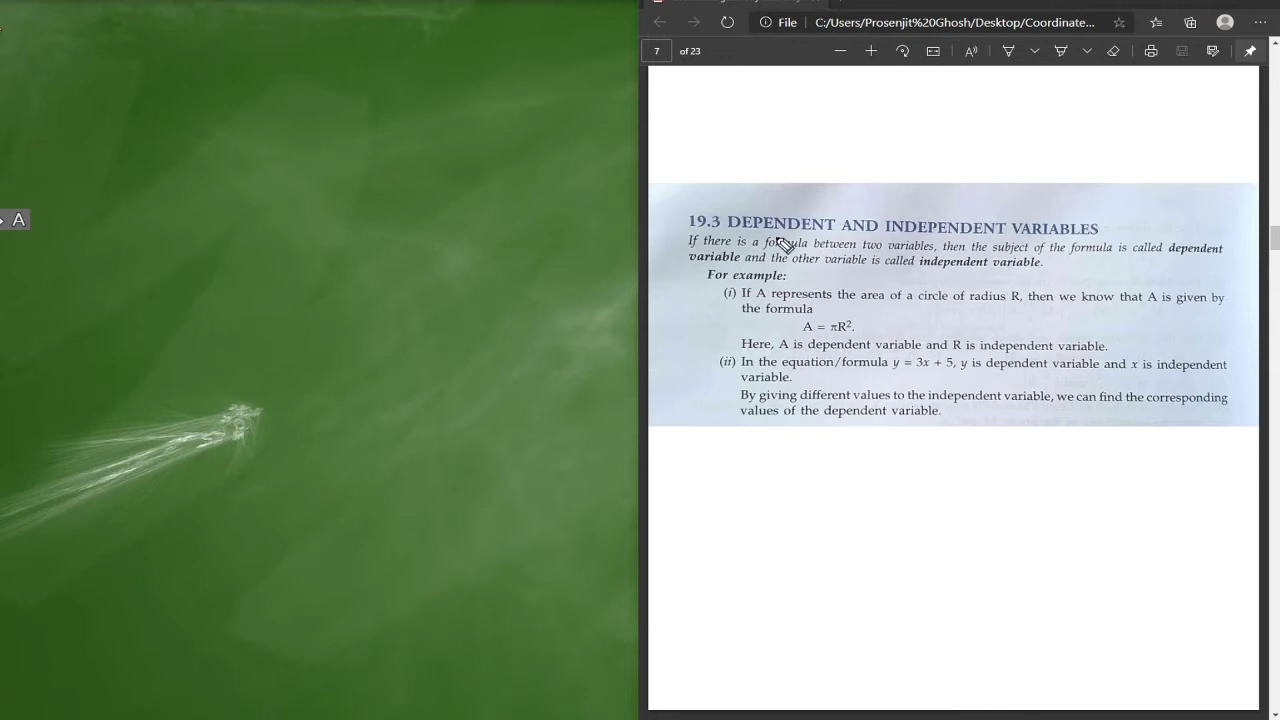 File C:/Users/Prosenjit%20Ghosh/Desktop/Coordinate...
7 of 23
A
19.3 DEPENDENT AND INDEPENDENT VARIABLES
If there is a formula between two variables, then the subject of the formula is called dependent
variable and the other variable is called independent variable.
For example:
(i) If A represents the area of a circle of radius R, then we know that A is given by
the formula
A = πR².
Here, A is dependent variable and R is independent variable.
(ii) In the equation/formula y = 3x + 5, y is dependent variable and x is independent
variable.
By giving different values to the independent variable, we can find the corresponding
values of the dependent variable.